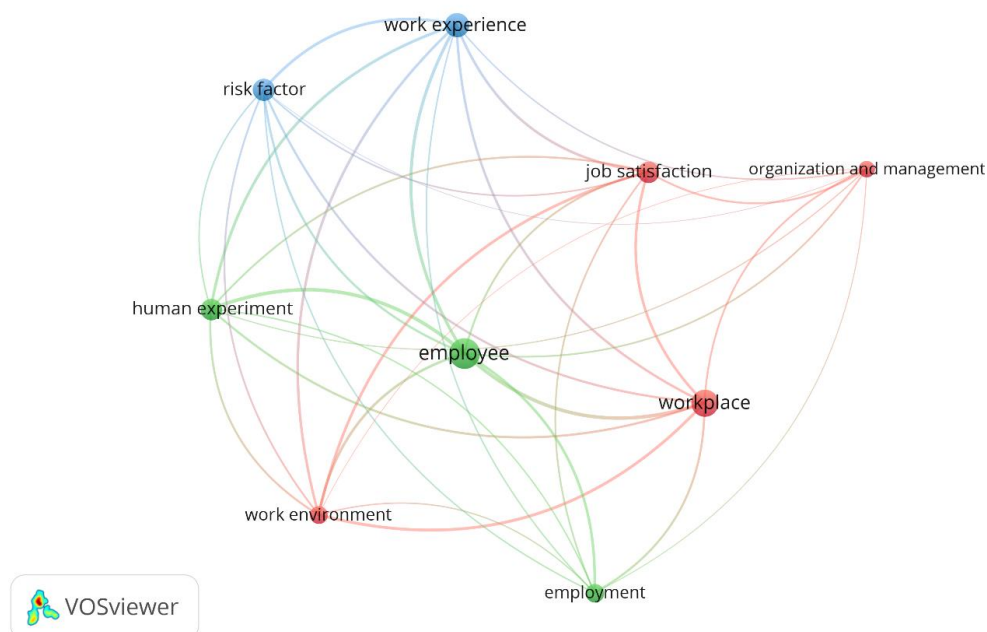 work experience
risk factor
job satisfaction
organization and management
human experiment
employee
workplace
work environment
employment
VOSviewer